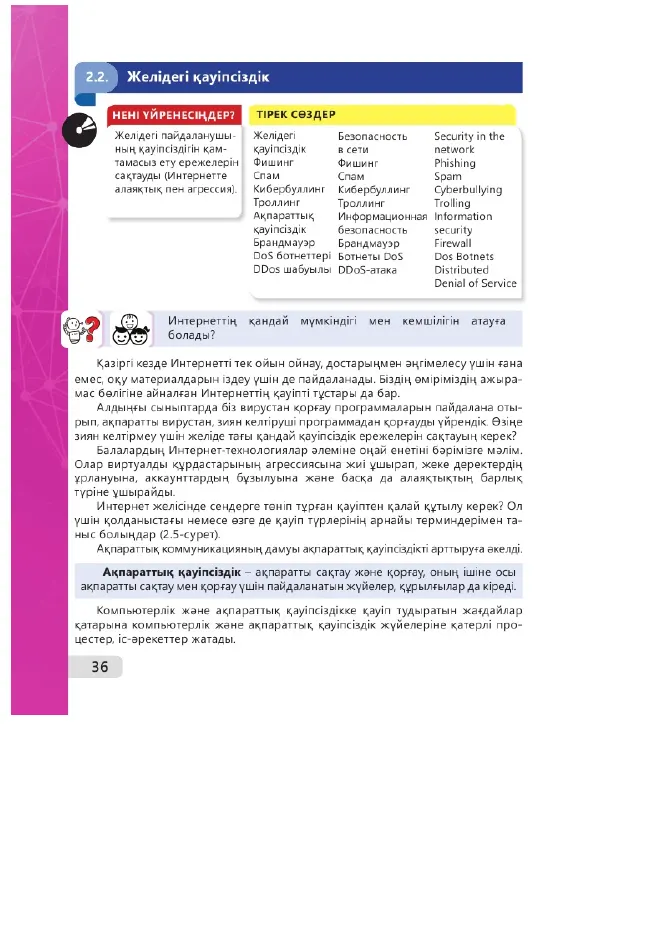 2.2. Желідегі қауіпсіздік
НЕНІ ҮЙРЕНЕСІҢДЕР?
Желідегі пайдаланушы-
ның қауіпсіздігін қам-
тамасыз ету ережелерін
сақтауды (Интернетте
алаяқтық пен агрессия).
ТІРЕК СӨЗДЕР
Желідегі
қауіпсіздік
Фишинг
Спам
Кибербуллинг
Троллинг
Ақпараттық
қауіпсіздік
Брандмауэр
DoS ботнеттері
DDos шабуылы
Безопасность
в сети
Фишинг
Спам
Кибербуллинг
Троллинг
Информационная
безопасность
Брандмауэр
Ботнеты DoS
DDoS-атака
Security in the
network
Phishing
Spam
Cyberbullying
Trolling
Information
security
Firewall
Dos Botnets
Distributed
Denial of Service
Интернеттің қандай мүмкіндігі мен кемшілігін атауға
болады?
Қазіргі кезде Интернетті тек ойын ойнау, достарыңмен әңгімелесу үшін ғана
емес, оқу материалдарын іздеу үшін де пайдаланады. Біздің өміріміздің ажыра-
мас бөлігіне айналған Интернеттің қауіпті тұстары да бар.
Алдыңғы сыныптарда біз вирустан қорғау программаларын пайдалана оты-
рып, ақпаратты вирустан, зиян келтіруші программадан қорғауды үйрендік. Өзіңе
зиян келтірмеу үшін желіде тағы қандай қауіпсіздік ережелерін сақтауың керек?
Балалардың Интернет-технологиялар әлеміне оңай енетіні бәрімізге мәлім.
Олар виртуалды құрдастарының агрессиясына жиі ұшырап, жеке деректердің
ұрлануына, аккаунттардың бұзылуына және басқа да алаяқтықтың барлық
түріне ұшырайды.
Интернет желісінде сендерге төніп тұрған қауіптен қалай құтылу керек? Ол
үшін қолданыстағы немесе өзге де қауіп түрлерінің арнайы терминдерімен та-
ныс болыңдар (2.5-сурет).
Ақпараттық коммуникацияның дамуы ақпараттық қауіпсіздікті арттыруға әкелді.
Ақпараттық қауіпсіздік – ақпаратты сақтау және қорғау, оның ішіне осы
ақпаратты сақтау мен қорғау үшін пайдаланатын жүйелер, құрылғылар да кіреді.
Компьютерлік және ақпараттық қауіпсіздікке қауіп тудыратын жағдайлар
қатарына компьютерлік және ақпараттық қауіпсіздік жүйелеріне қатерлі про-
цестер, іс-әрекеттер жатады.
36